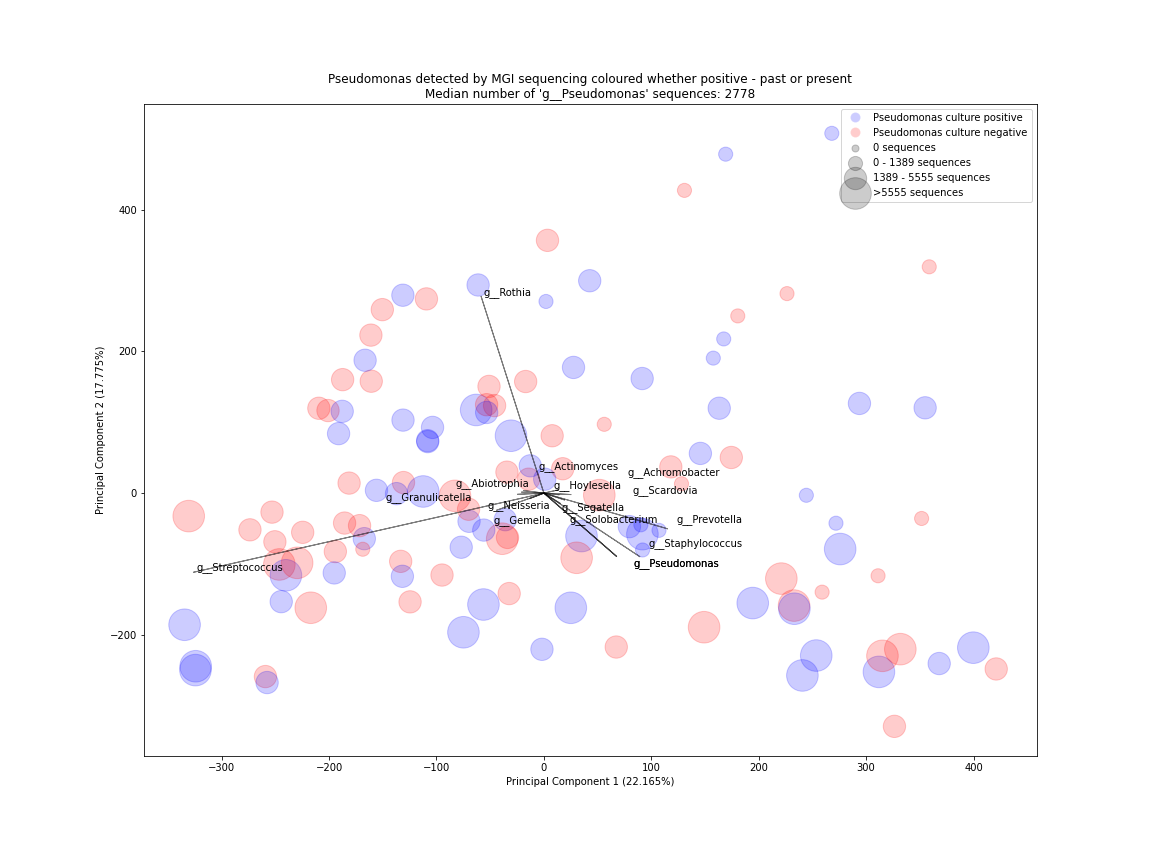 Pseudomonas detected by MGI sequencing coloured whether positive - past or present
Median number of 'g__Pseudomonas' sequences: 2778
Pseudomonas culture positive
Pseudomonas culture negative
0 sequences
0 - 1389 sequences
1389 - 5555 sequences
>5555 sequences
400
200
0
−200
Principal Component 2 (17.775%)
g__Rothia
g__Actinomyces
g__Achromobacter
g__Abiotrophia
g__Hoylesella
g__Scardovia
g__Granulicatella
g__Neisseria
g__Segatella
g__Gemella
g__Solobacterium
g__Prevotella
g__Staphylococcus
g__Pseudomonas
g__Streptococcus
−300
−200
−100
0
100
200
300
400
Principal Component 1 (22.165%)